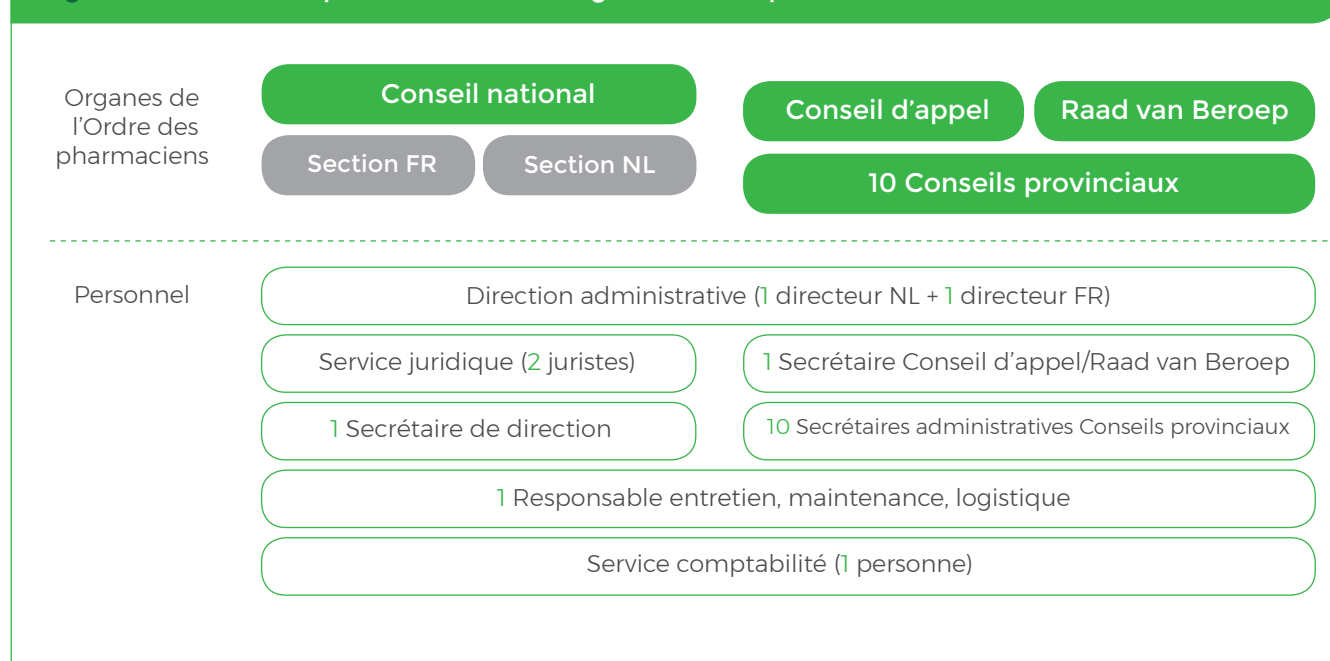 Organes de
l'Ordre des
pharmaciens
Conseil national
Section FR
Section NL
Conseil d'appel
Raad van Beroep
10 Conseils provinciaux
Personnel
Direction administrative (1 directeur NL + 1 directeur FR)
Service juridique (2 juristes)
1 Secrétaire Conseil d'appel/Raad van Beroep
1 Secrétaire de direction
10 Secrétaires administratives Conseils provinciaux
1 Responsable entretien, maintenance, logistique
Service comptabilité (1 personne)